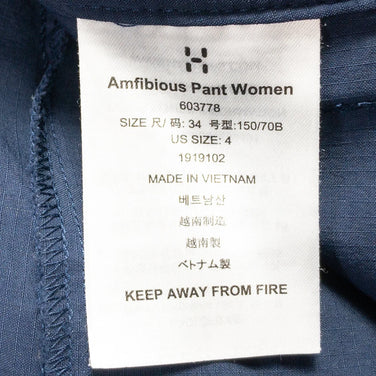 Amfibious Pant Women
603778
SIZE 尺/ 码: 34 号型:150/70B
US SIZE: 4
1919102
MADE IN VIETNAM
베트남산
越南制造
越南製
ベトナム製
KEEP AWAY FROM FIRE